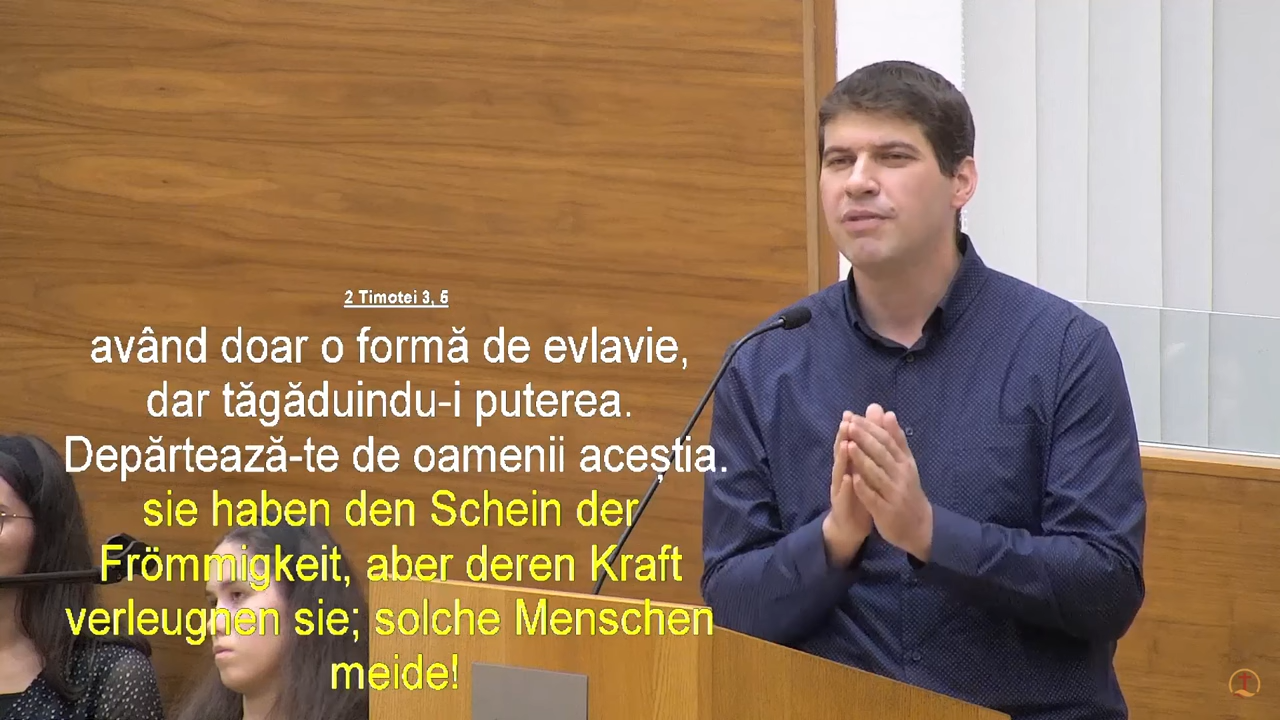 2 Timotei 3, 5
având doar o formă de evlavie,
dar tăgăduindu-i puterea.
Depărtează-te de oamenii aceștia.
sie haben den Schein der
Frömmigkeit, aber deren Kraft
verleugnen sie; solche Menschen
meide!